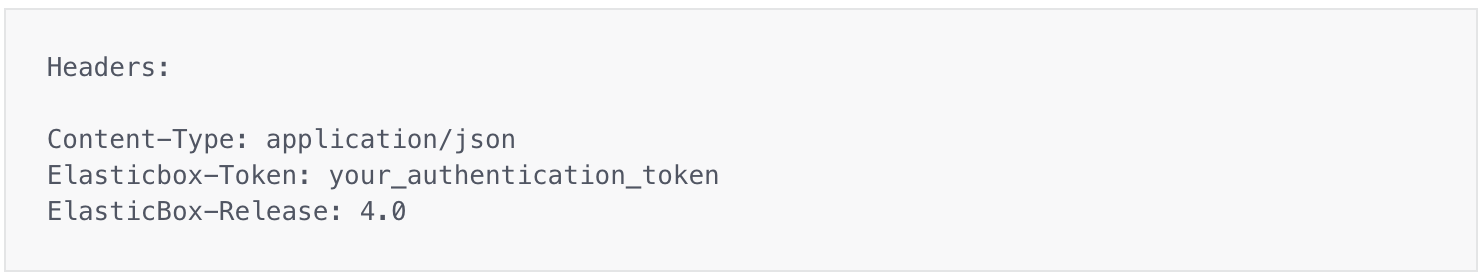 Headers:
Content-Type: application/json
Elasticbox-Token: your_authentication_token
ElasticBox-Release: 4.0